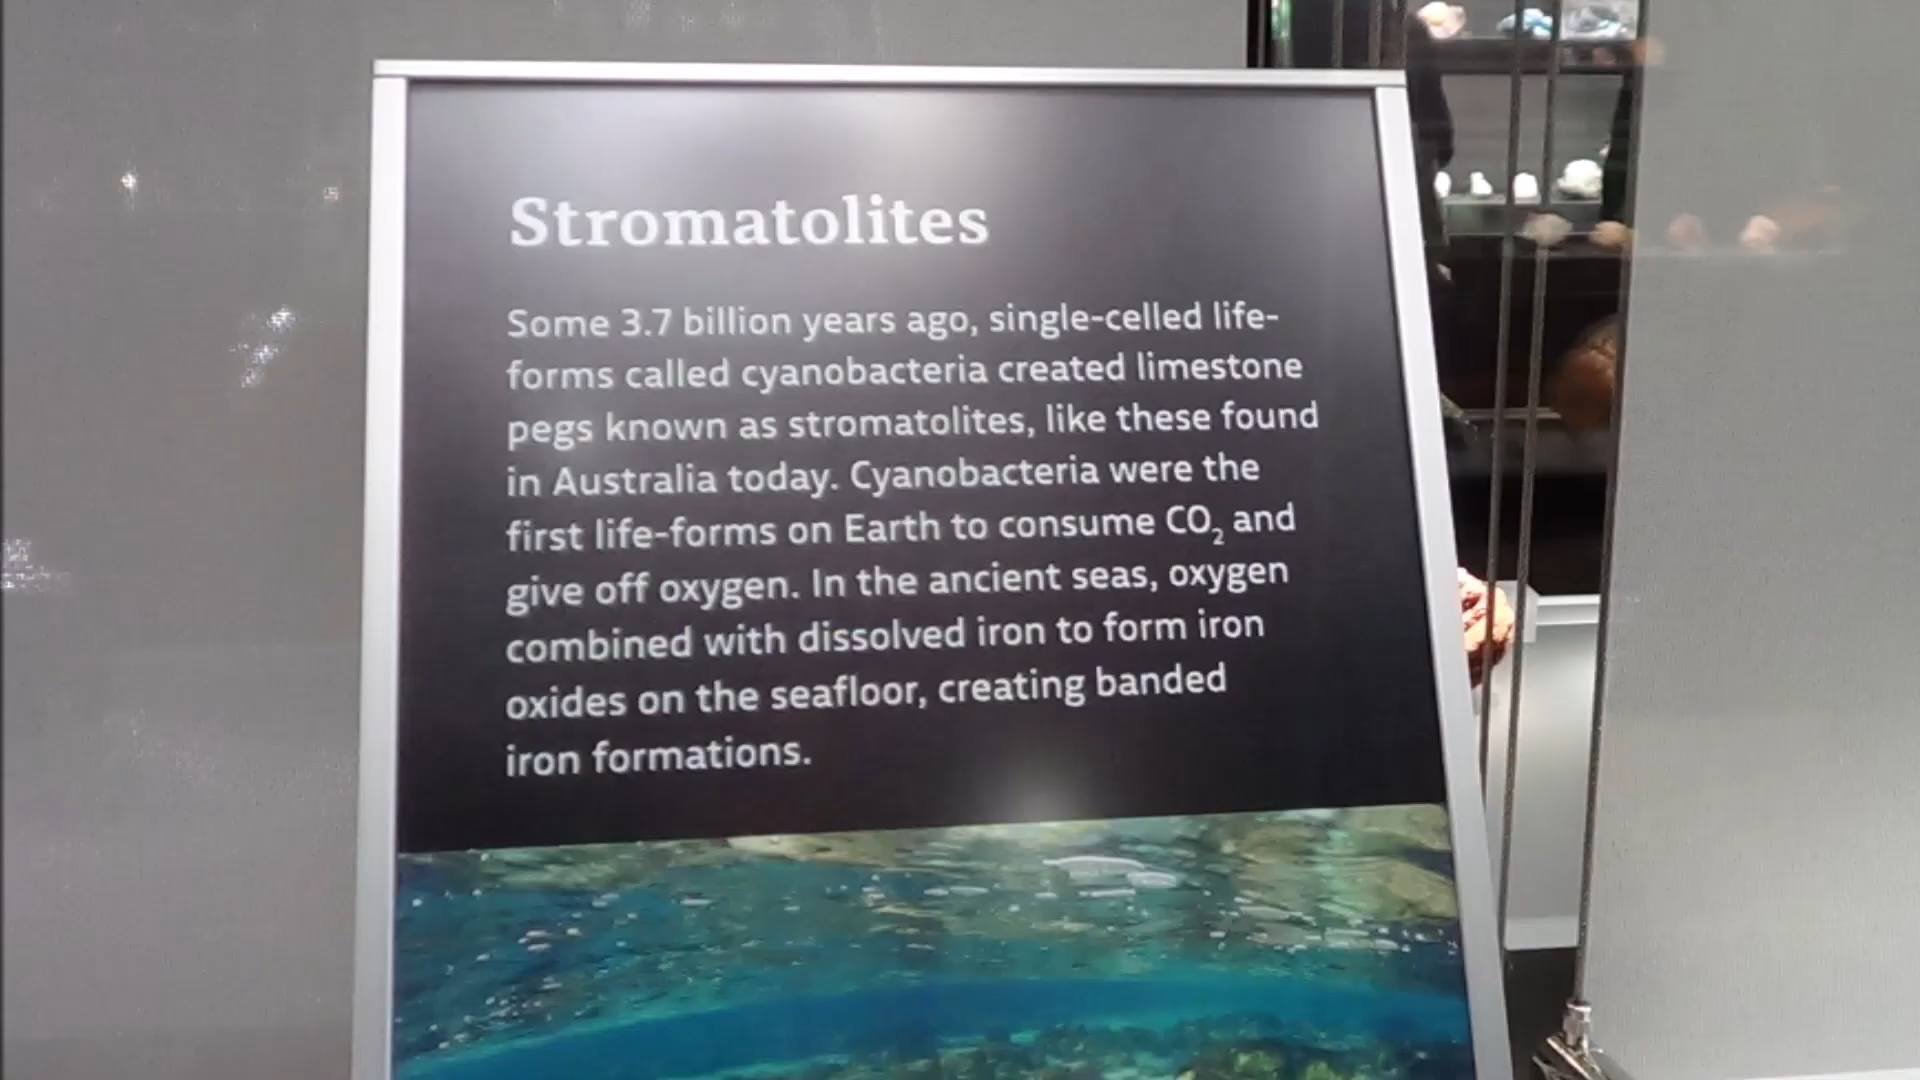 Stromatolites
Some 3.7 billion years ago, single-celled life-
forms called cyanobacteria created limestone
pegs known as stromatolites, like these found
in Australia today. Cyanobacteria were the
first life-forms on Earth to consume CO₂ and
give off oxygen. In the ancient seas, oxygen
combined with dissolved iron to form iron
oxides on the seafloor, creating banded
iron formations.